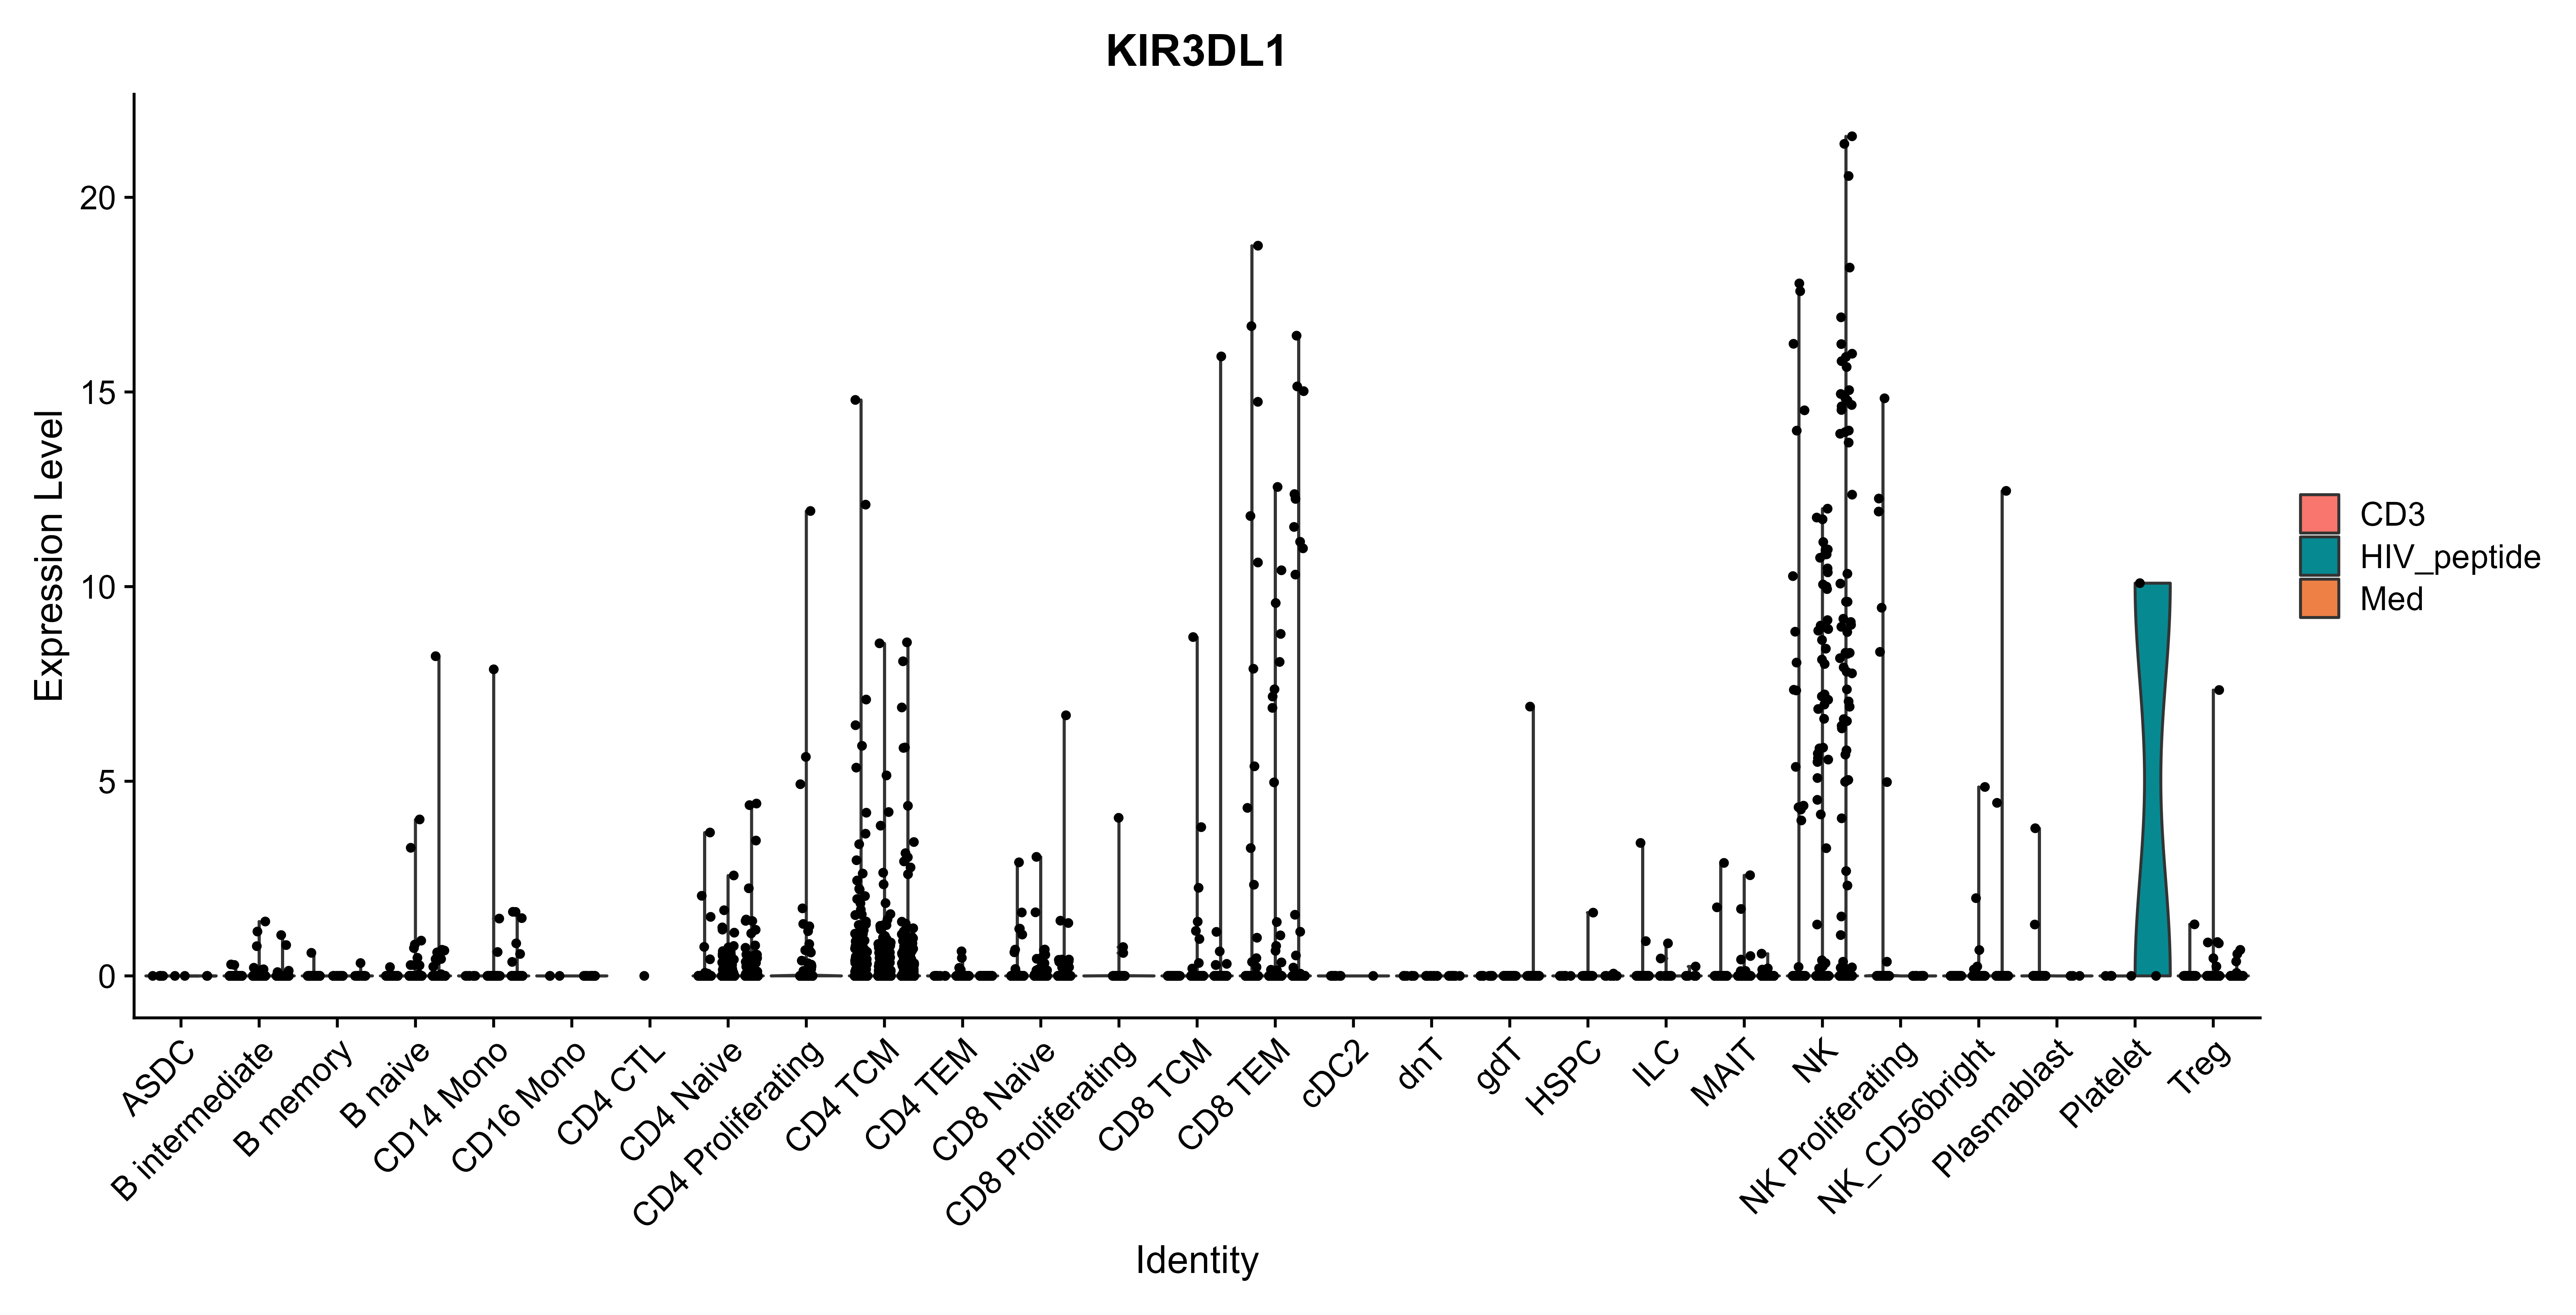 KIR3DL1
Expression Level
20
15
10
5
0
ASDC
B intermediate
B memory
B naive
CD14 Mono
CD16 Mono
CD4 CTL
CD4 Naive
CD4 Proliferating
CD4 TCM
CD4 TEM
CD8 Naive
CD8 Proliferating
CD8 TCM
CD8 TEM
cDC2
dnT
gdT
HSPC
ILC
MAIT
NK
NK Proliferating
NK_CD56bright
Plasmablast
Platelet
Treg
Identity
CD3
HIV_peptide
Med